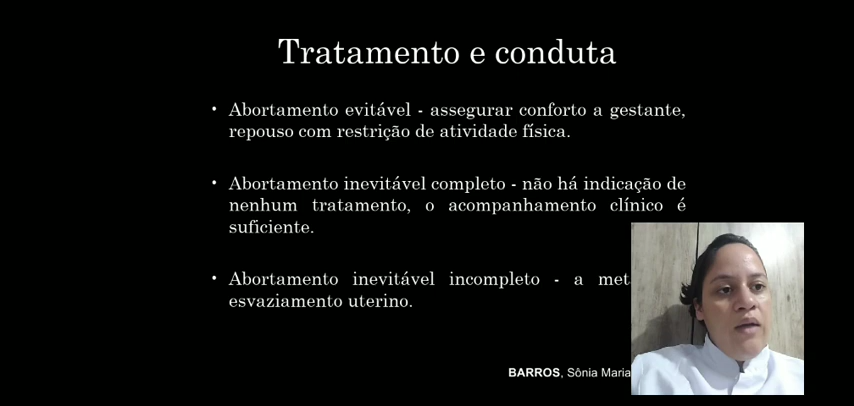 Tratamento e conduta
• Abortamento evitável - assegurar conforto a gestante,
repouso com restrição de atividade física.
• Abortamento inevitável completo - não há indicação de
nenhum tratamento, o acompanhamento clínico é
suficiente.
• Abortamento inevitável incompleto - a
esvaziamento uterino.
BARROS, Sônia Maria